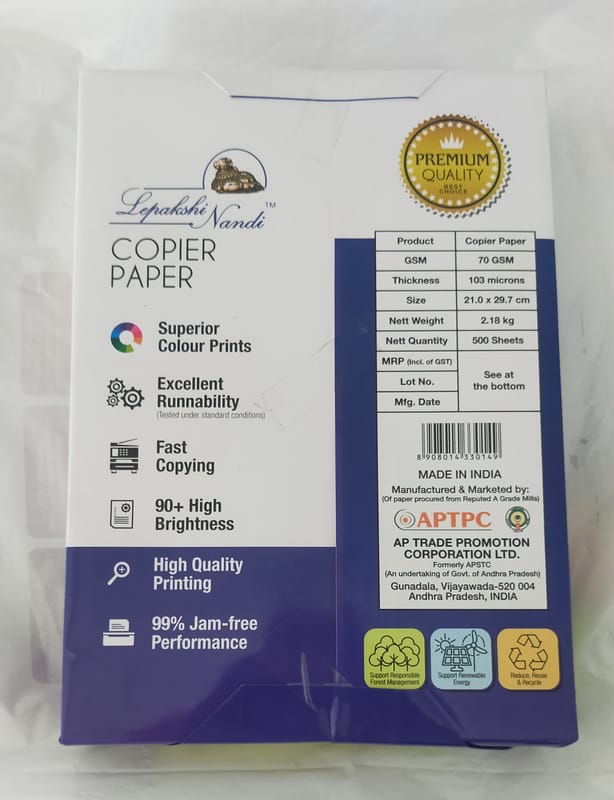 Lepakshi
Nandi™
COPIER
PAPER
Superior
Colour Prints
Excellent
Runnability
(Tested under standard conditions)
Fast
Copying
90+ High
Brightness
High Quality
Printing
99% Jam-free
Performance
PREMIUM
QUALITY
BEST
CHOICE
Product Copier Paper
GSM 70 GSM
Thickness 103 microns
Size 21.0 x 29.7 cm
Nett Weight 2.18 kg
Nett Quantity 500 Sheets
MRP (Incl. of GST)
Lot No.
Mfg. Date
See at
the bottom
8 908014 330149
MADE IN INDIA
Manufactured & Marketed by:
(Of paper procured from Reputed A Grade Mills)
APTPC
AP TRADE PROMOTION
CORPORATION LTD.
Formerly APSTC
(An undertaking of Govt. of Andhra Pradesh)
Gunadala, Vijayawada-520 004
Andhra Pradesh, INDIA
Support Responsible
Forest Management
Support Renewable
Energy
Reduce, Reuse
& Recycle